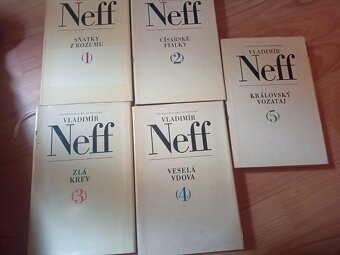 Neff
SŇATKY
Z ROZUMU
(1)
Neff
CÍSAŘSKÉ
FIALKY
(2)
VLADIMÍR
Neff
KRÁLOVSKÝ
VOZATAJ
(5)
VLADIMÍR
Neff
ZLÁ
KREV
(3)
VLADIMÍR
Neff
VESELÁ
VDOVA
(4)